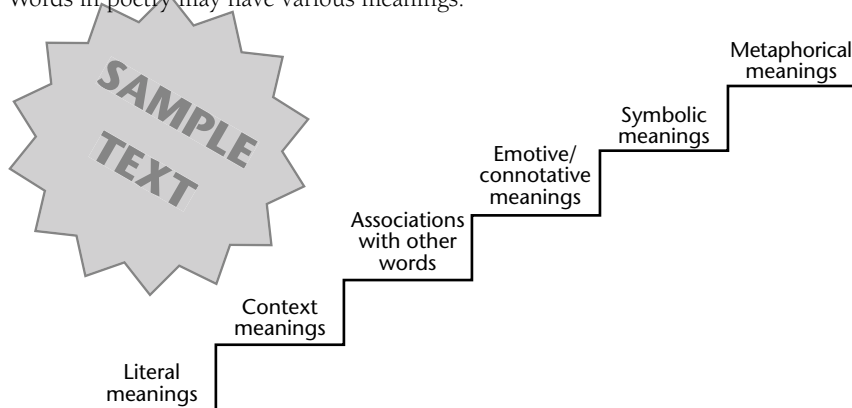 Words in poetry may have various meanings.
SAMPLE
TEXT
Metaphorical
meanings
Symbolic
meanings
Emotive/
connotative
meanings
Associations
with other
words
Context
meanings
Literal
meanings